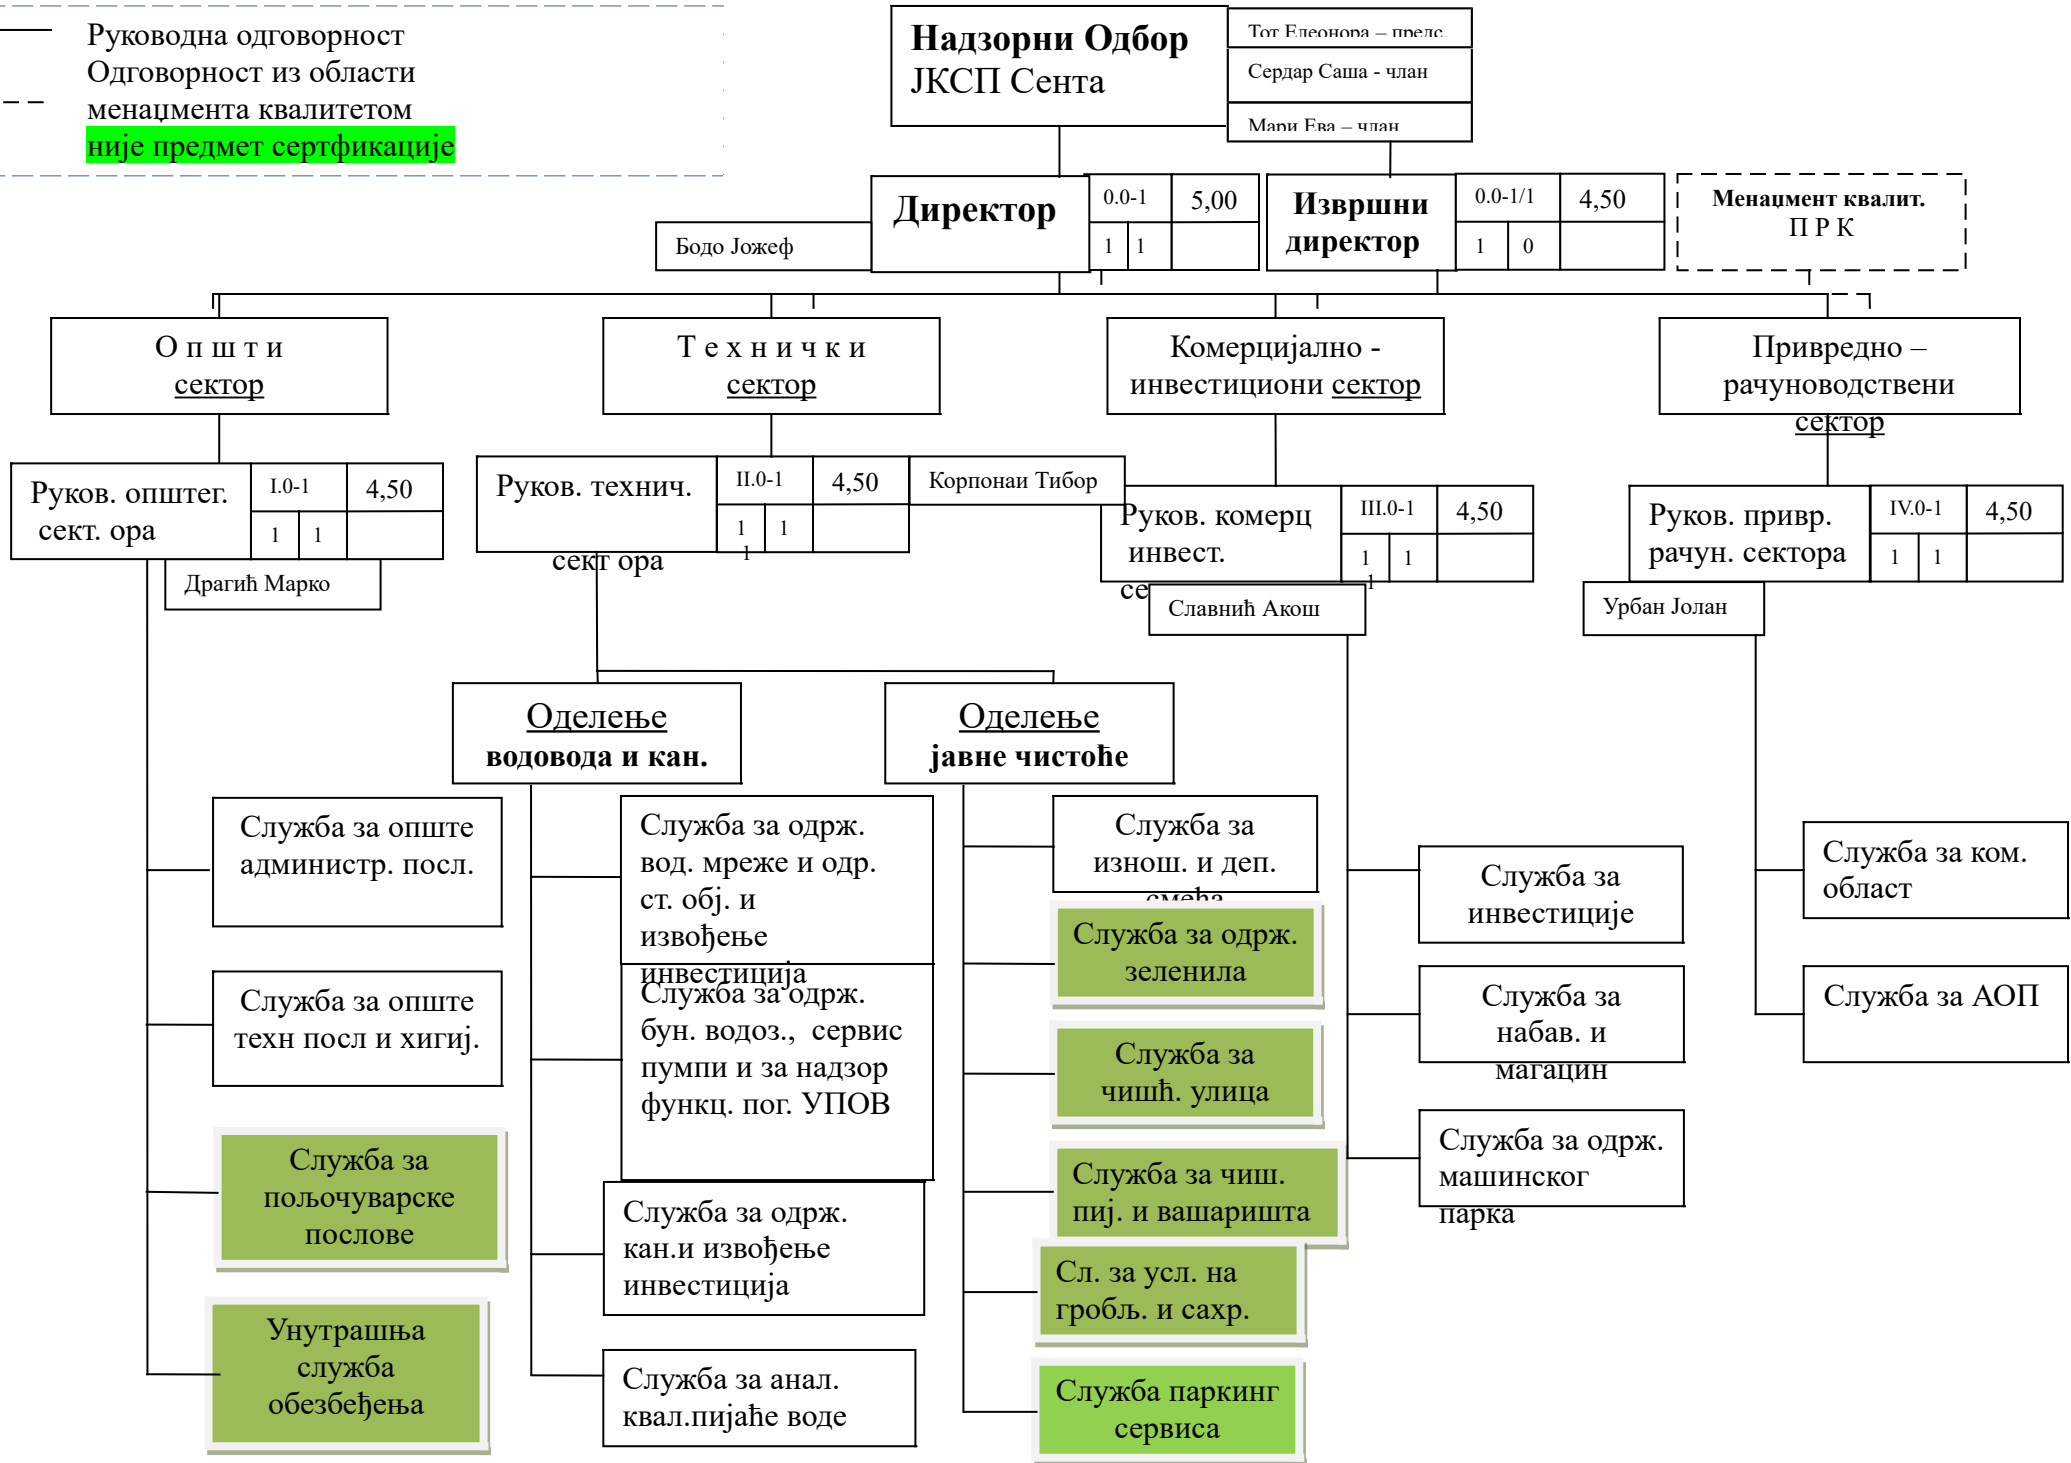 Руководна одговорност
Одговорност из области
менаџмента квалитетом
није предмет сертфикације
Надзорни Одбор
ЈКСП Сента
Тот Елеонора – предс.
Сердар Саша - члан
Мари Ева – члан
Бодо Јожеф
Директор
0.0-1
5,00
1
1
Извршни
директор
0.0-1/1
4,50
1
0
Менаџмент квалит.
П Р К
О п ш т и
сектор
Т е х н и ч к и
сектор
Комерцијално -
инвестициони сектор
Привредно –
рачуноводствени
сектор
Руков. општег.
сект. ора
I.0-1
4,50
1
1
Драгић Марко
Руков. технич.
сект ора
II.0-1
4,50
1
1
1
Корпонаи Тибор
Руков. комерц
инвест.
се
III.0-1
4,50
1
1
1
Славнић Акош
Руков. привр.
рачун. сектора
IV.0-1
4,50
1
1
Урбан Јолан
Оделење
водовода и кан.
Оделење
јавне чистоће
Служба за опште
администр. посл.
Служба за опште
техн посл и хигиј.
Служба за
пољочуварске
послове
Унутрашња
служба
обезбеђења
Служба за одрж.
вод. мреже и одр.
ст. обј. и
извођење
инвестиција
Служба за одрж.
бун. водоз., сервис
пумпи и за надзор
функц. пог. УПОВ
Служба за одрж.
кан.и извођење
инвестиција
Служба за анал.
квал.пијаће воде
Служба за
износ. и деп.
смећа
Служба за одрж.
зеленила
Служба за
чишћ. улица
Служба за чиш.
пиј. и вашаришта
Сл. за усл. на
гробљ. и сахр.
Служба паркинг
сервиса
Служба за
инвестиције
Служба за
набав. и
магацин
Служба за одрж.
машинског
парка
Служба за ком.
област
Служба за АОП